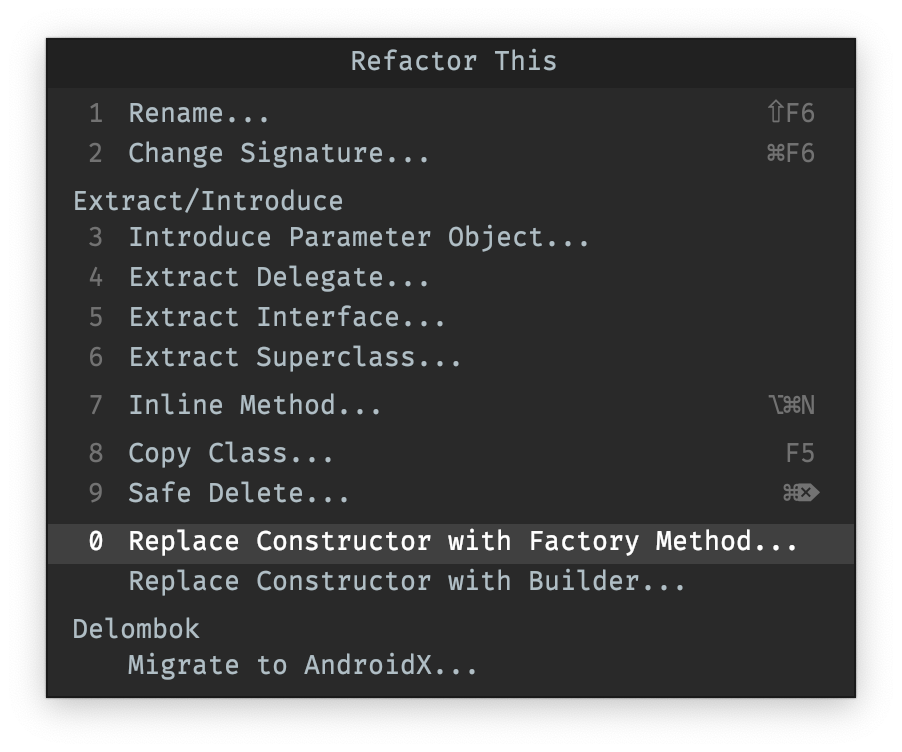 Refactor This
1 Rename... ⇧F6
2 Change Signature... ⌘F6
Extract/Introduce
3 Introduce Parameter Object...
4 Extract Delegate...
5 Extract Interface...
6 Extract Superclass...
7 Inline Method... ⌥⌘N
8 Copy Class... F5
9 Safe Delete... ⌘⌦
0 Replace Constructor with Factory Method...
Replace Constructor with Builder...
Delombok
Migrate to AndroidX...